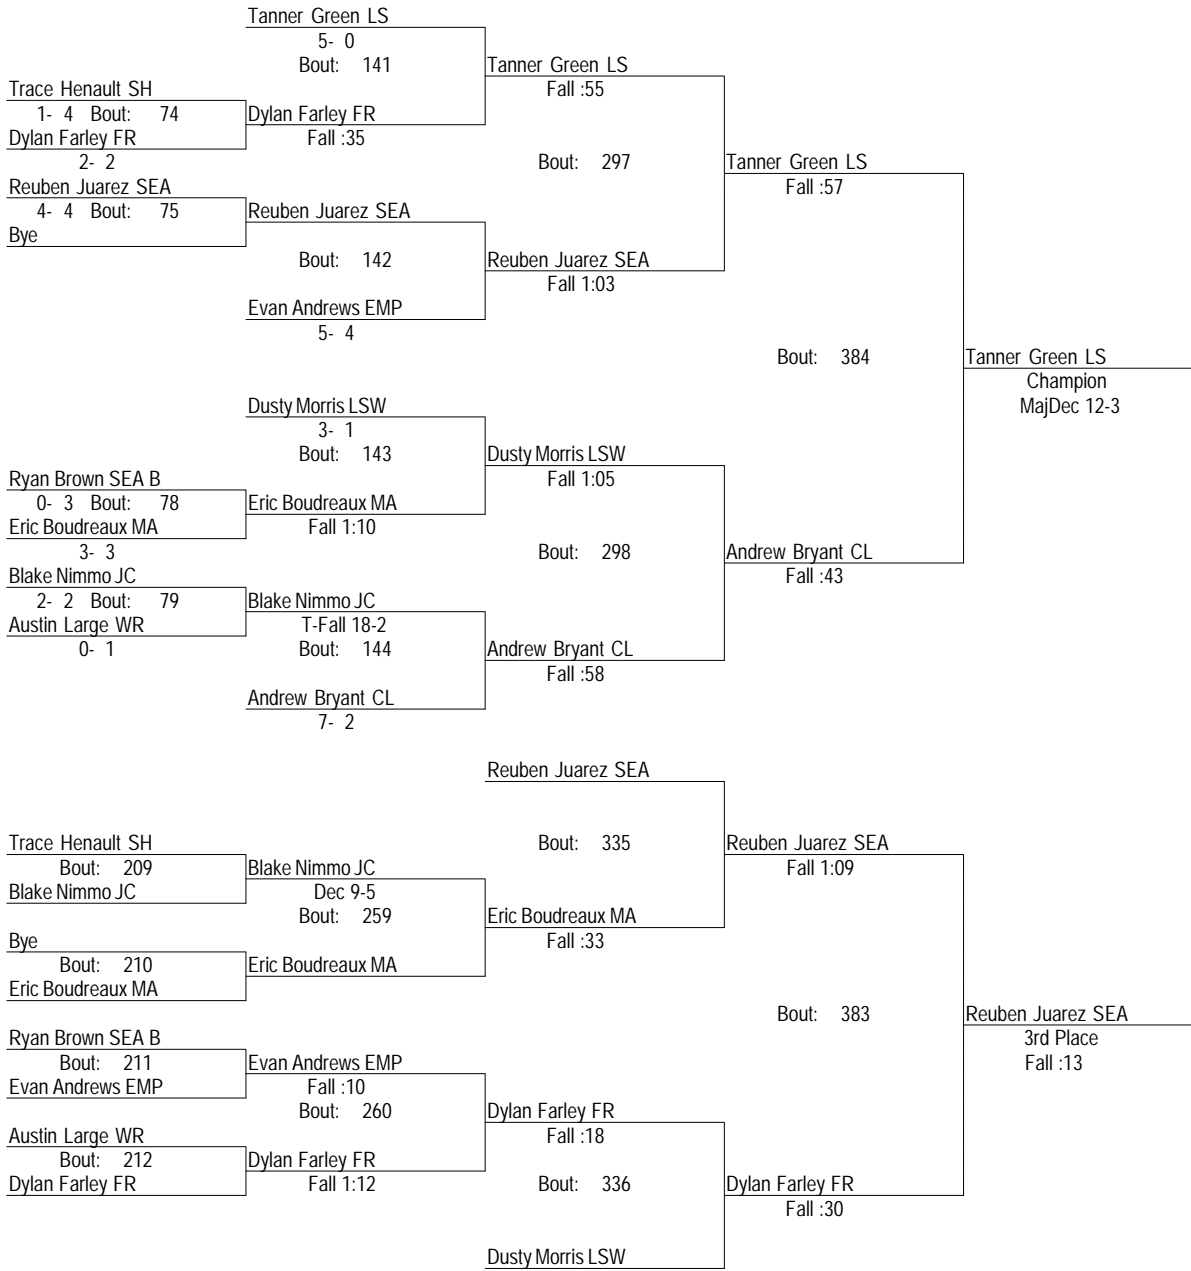 Tanner Green LS
5- 0
Bout: 141
Tanner Green LS
Fall :55
Trace Henault SH
1- 4 Bout: 74
Dylan Farley FR
Dylan Farley FR
Fall :35
2- 2
Bout: 297
Tanner Green LS
Fall :57
Reuben Juarez SEA
4- 4 Bout: 75
Reuben Juarez SEA
Bye
Bout: 142
Reuben Juarez SEA
Fall 1:03
Evan Andrews EMP
5- 4
Bout: 384
Tanner Green LS
Champion
MajDec 12-3
Dusty Morris LSW
3- 1
Bout: 143
Dusty Morris LSW
Fall 1:05
Ryan Brown SEA B
0- 3 Bout: 78
Eric Boudreaux MA
Eric Boudreaux MA
Fall 1:10
3- 3
Bout: 298
Andrew Bryant CL
Fall :43
Blake Nimmo JC
2- 2 Bout: 79
Blake Nimmo JC
Austin Large WR
T-Fall 18-2
0- 1
Bout: 144
Andrew Bryant CL
Fall :58
Andrew Bryant CL
7- 2
Reuben Juarez SEA
Bout: 335
Reuben Juarez SEA
Fall 1:09
Trace Henault SH
Bout: 209
Blake Nimmo JC
Blake Nimmo JC
Dec 9-5
Bout: 259
Eric Boudreaux MA
Fall :33
Bye
Bout: 210
Eric Boudreaux MA
Eric Boudreaux MA
Bout: 383
Reuben Juarez SEA
3rd Place
Fall :13
Ryan Brown SEA B
Bout: 211
Evan Andrews EMP
Evan Andrews EMP
Fall :10
Bout: 260
Dylan Farley FR
Fall :18
Austin Large WR
Bout: 212
Dylan Farley FR
Dylan Farley FR
Fall 1:12
Bout: 336
Dylan Farley FR
Fall :30
Dusty Morris LSW